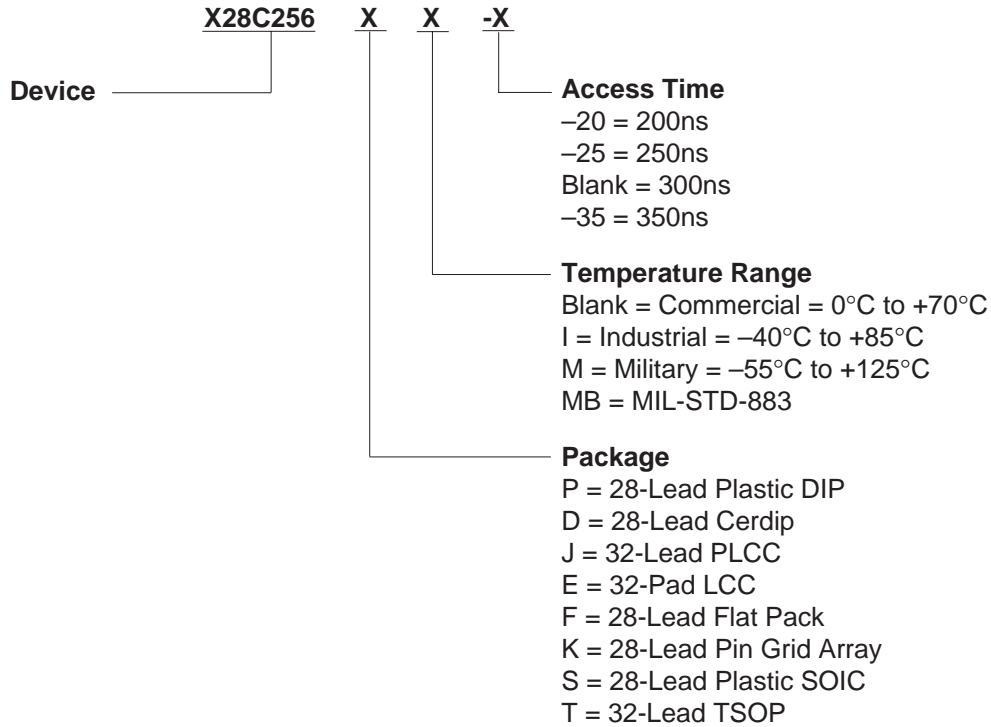 X28C256 X X -X
Device
Access Time
–20 = 200ns
–25 = 250ns
Blank = 300ns
–35 = 350ns
Temperature Range
Blank = Commercial = 0°C to +70°C
I = Industrial = –40°C to +85°C
M = Military = –55°C to +125°C
MB = MIL-STD-883
Package
P = 28-Lead Plastic DIP
D = 28-Lead Cerdip
J = 32-Lead PLCC
E = 32-Pad LCC
F = 28-Lead Flat Pack
K = 28-Lead Pin Grid Array
S = 28-Lead Plastic SOIC
T = 32-Lead TSOP